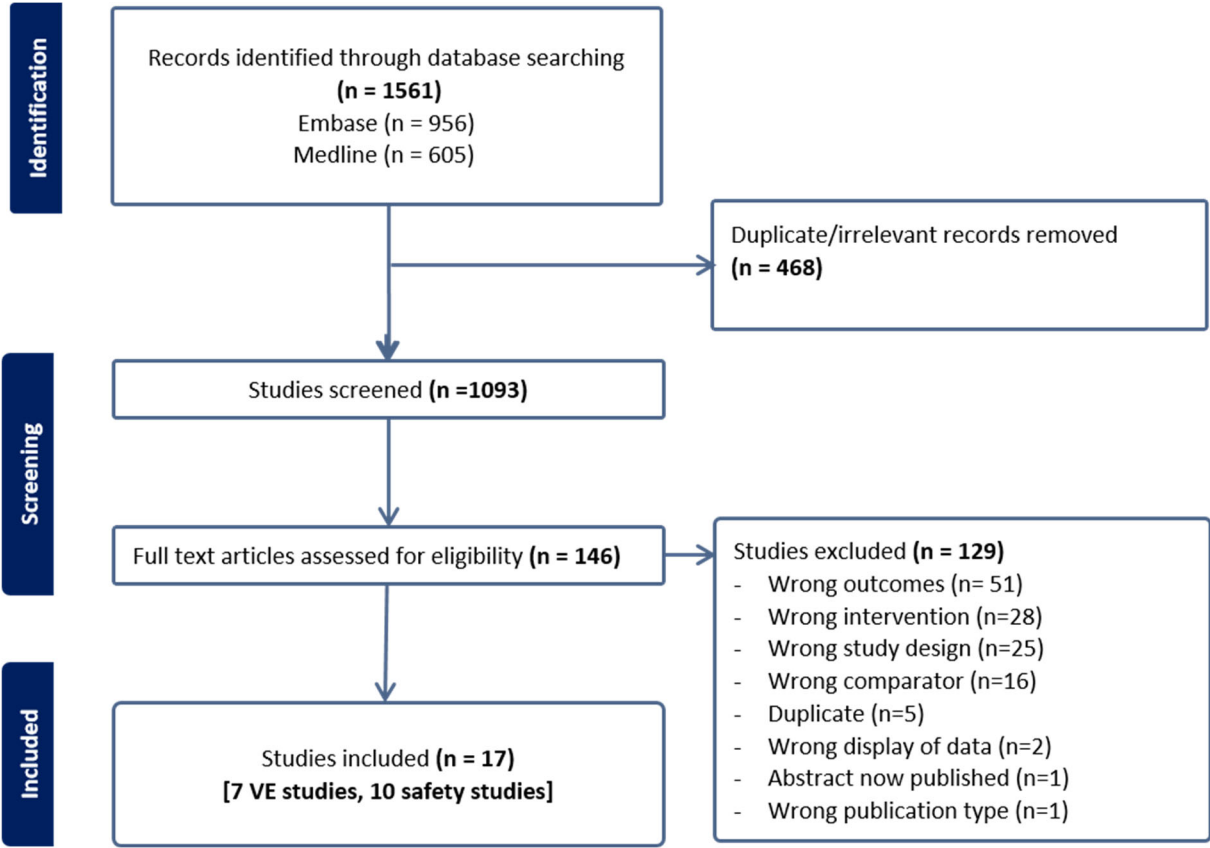 Identification
Records identified through database searching
(n = 1561)
Embase (n = 956)
Medline (n = 605)
Duplicate/irrelevant records removed
(n = 468)
Screening
Studies screened (n =1093)
Full text articles assessed for eligibility (n = 146)
Studies excluded (n = 129)
- Wrong outcomes (n= 51)
- Wrong intervention (n=28)
- Wrong study design (n=25)
- Wrong comparator (n=16)
- Duplicate (n=5)
- Wrong display of data (n=2)
- Abstract now published (n=1)
- Wrong publication type (n=1)
Included
Studies included (n = 17)
[7 VE studies, 10 safety studies]